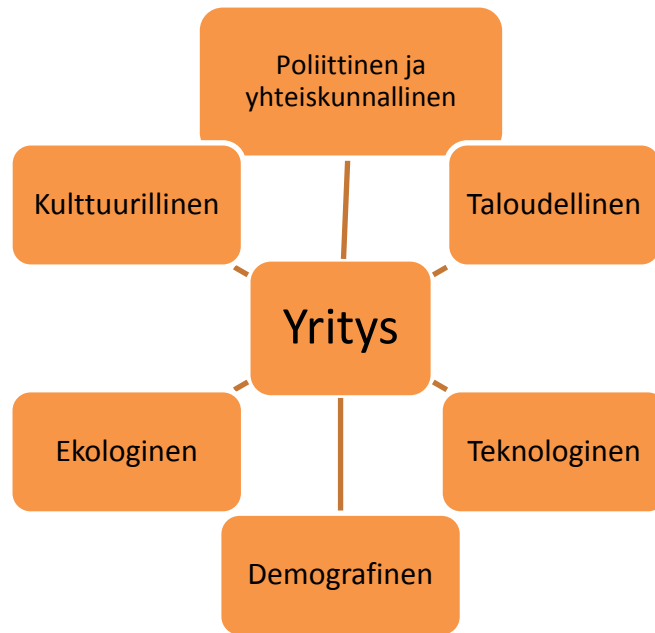 Poliittinen ja
yhteiskunnallinen
Kulttuurillinen
Taloudellinen
Yritys
Ekologinen
Teknologinen
Demografinen